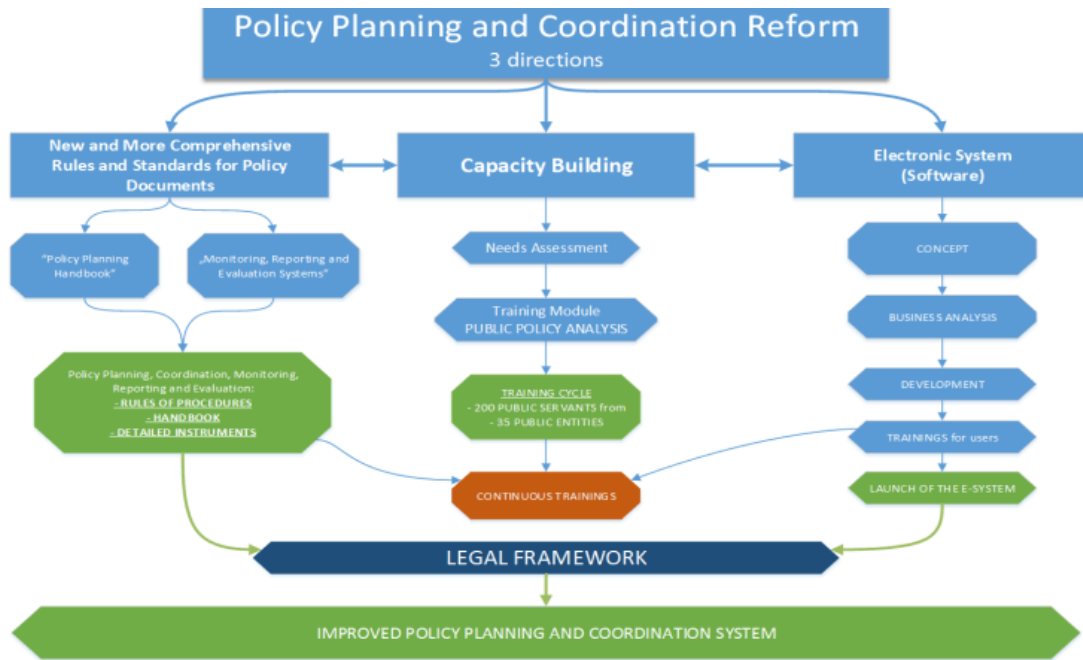 Policy Planning and Coordination Reform
3 directions
New and More Comprehensive
Rules and Standards for Policy
Documents
Capacity Building
Electronic System
(Software)
"Policy Planning
Handbook"
„Monitoring, Reporting and
Evaluation Systems"
Needs Assessment
CONCEPT
Training Module
PUBLIC POLICY ANALYSIS
BUSINESS ANALYSIS
Policy Planning, Coordination, Monitoring,
Reporting and Evaluation:
- RULES OF PROCEDURES
- HANDBOOK
- DETAILED INSTRUMENTS
TRAINING CYCLE
- 200 PUBLIC SERVANTS from
- 35 PUBLIC ENTITIES
DEVELOPMENT
TRAININGS for users
CONTINUOUS TRAININGS
LAUNCH OF THE E-SYSTEM
LEGAL FRAMEWORK
IMPROVED POLICY PLANNING AND COORDINATION SYSTEM